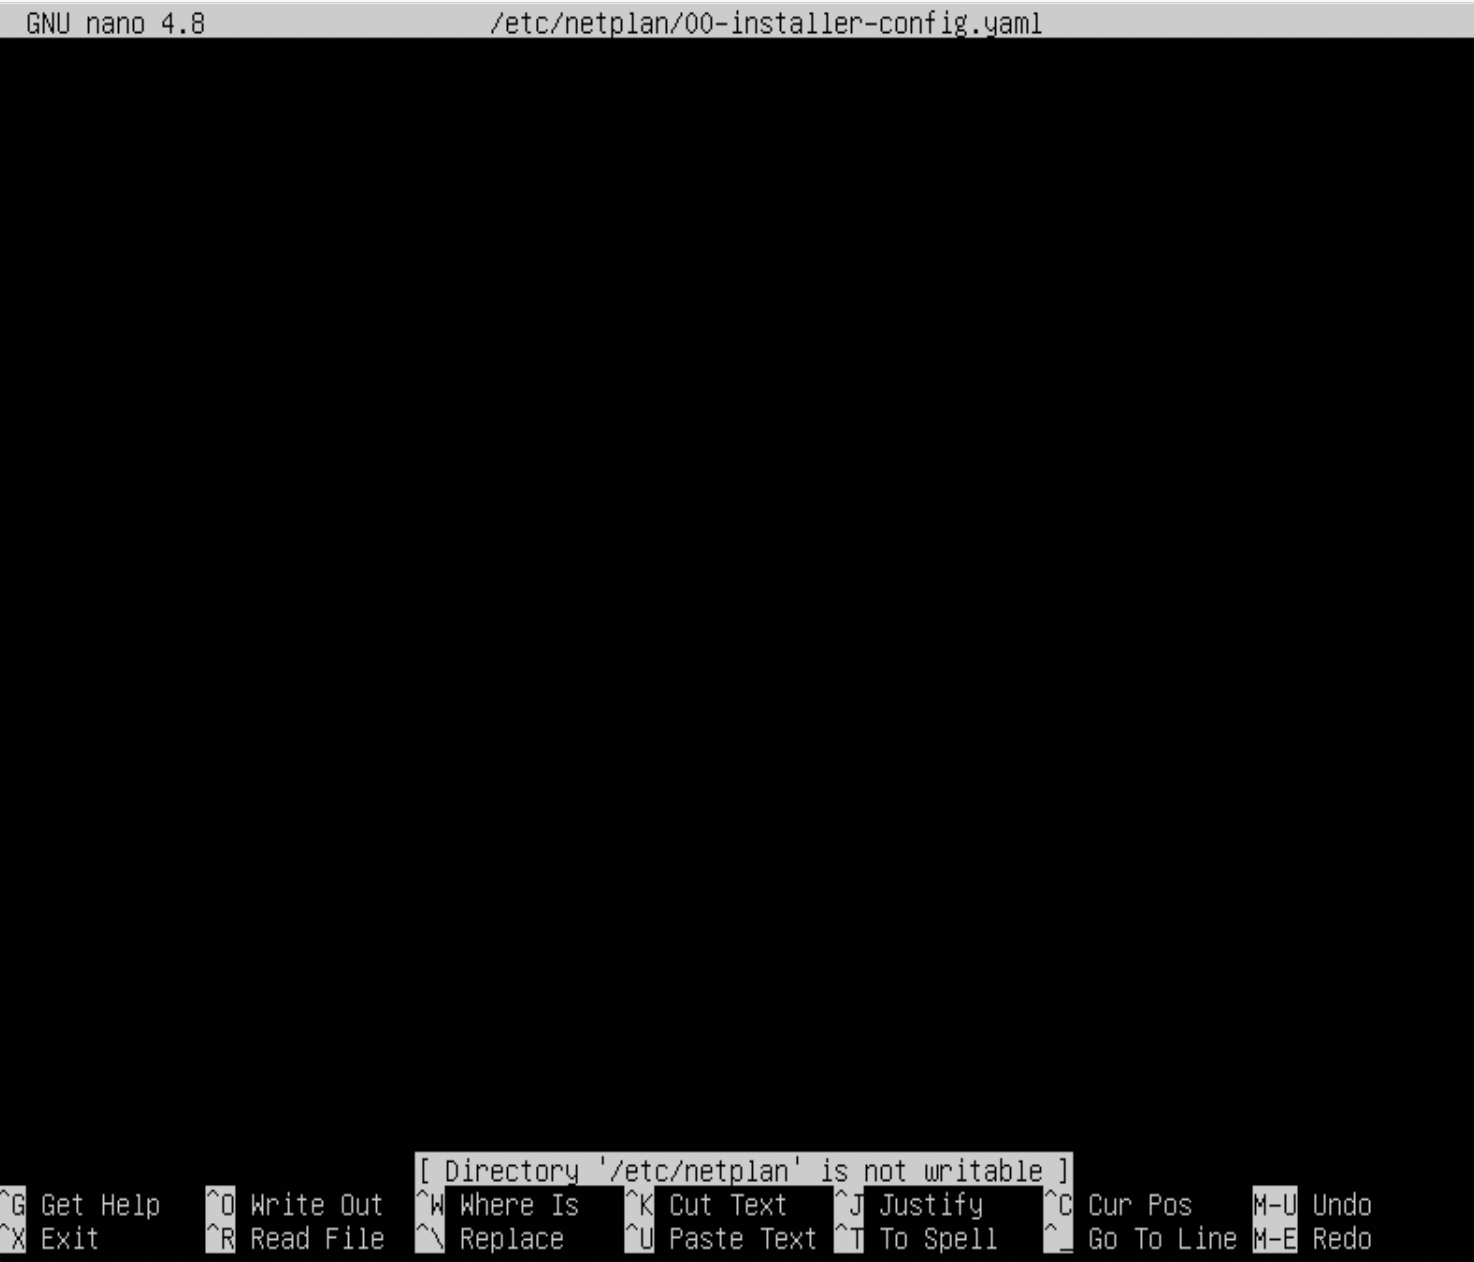 GNU nano 4.8 /etc/netplan/00-installer-config.yaml
[ Directory '/etc/netplan' is not writable ]
^G Get Help ^O Write Out ^W Where Is ^K Cut Text ^J Justify ^C Cur Pos M-U Undo
^X Exit ^R Read File ^\ Replace ^U Paste Text ^T To Spell ^_ Go To Line M-E Redo